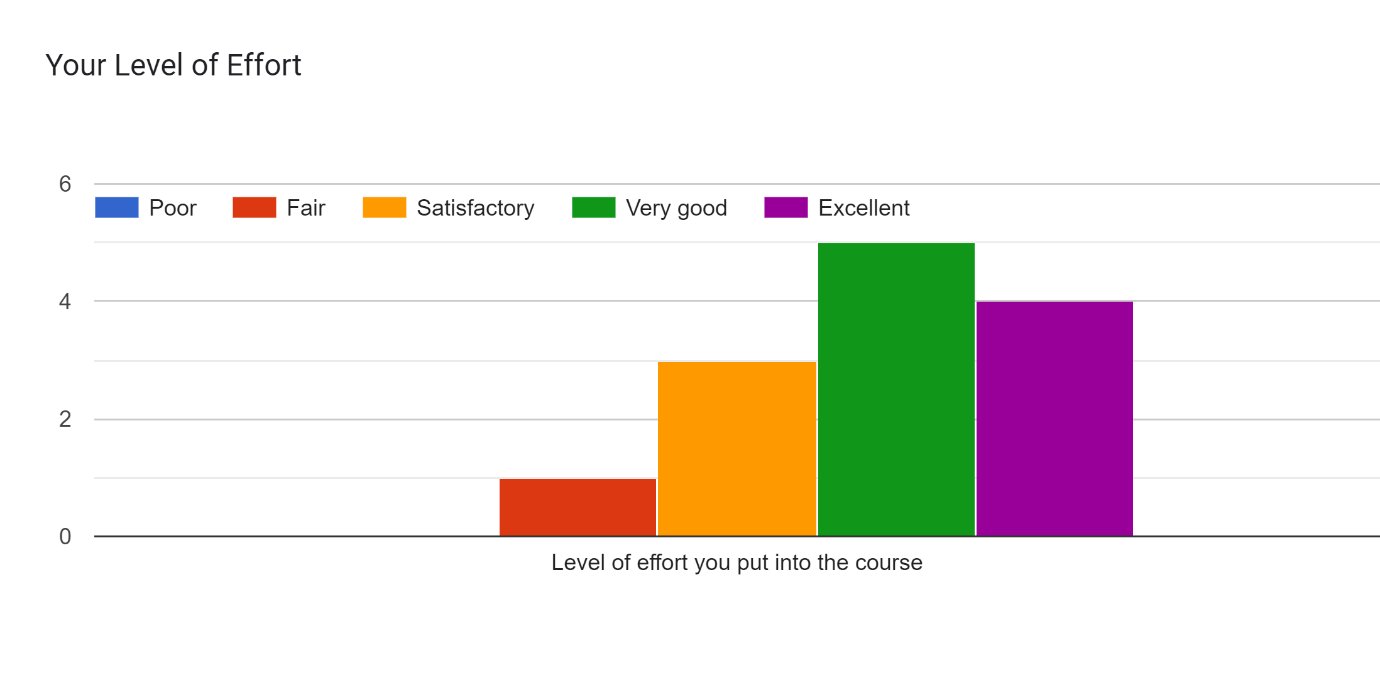 Your Level of Effort
6
Poor Fair Satisfactory Very good Excellent
4
2
0
Level of effort you put into the course